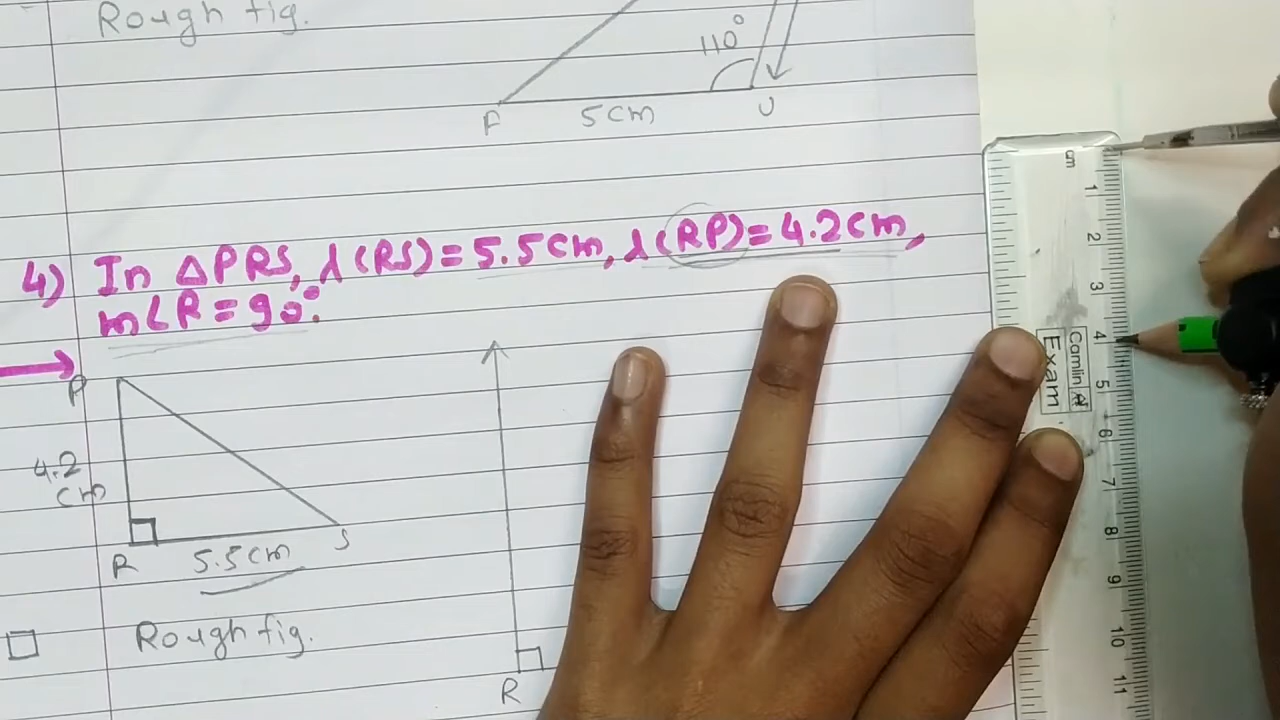 Rough fig.
110°
F 5cm U
4) In △PRS, l(RS)=5.5cm, l(RP)=4.2cm,
m∠R=90°.
P
4.2
cm
R 5.5cm S
Rough fig.
R
cm 1 2 3 4 5 6 7 8 9 10 11
Camlin
Exam